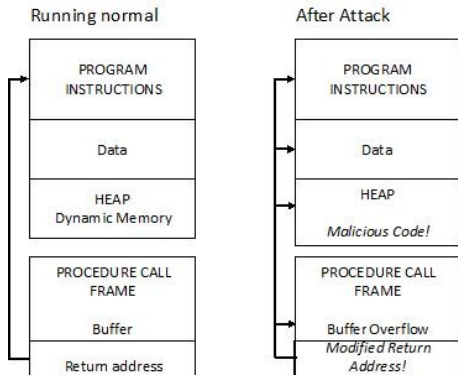 Running normal
PROGRAM
INSTRUCTIONS
Data
HEAP
Dynamic Memory
PROCEDURE CALL
FRAME
Buffer
Return address
After Attack
PROGRAM
INSTRUCTIONS
Data
HEAP
Malicious Code!
PROCEDURE CALL
FRAME
Buffer Overflow
Modified Return
Address!